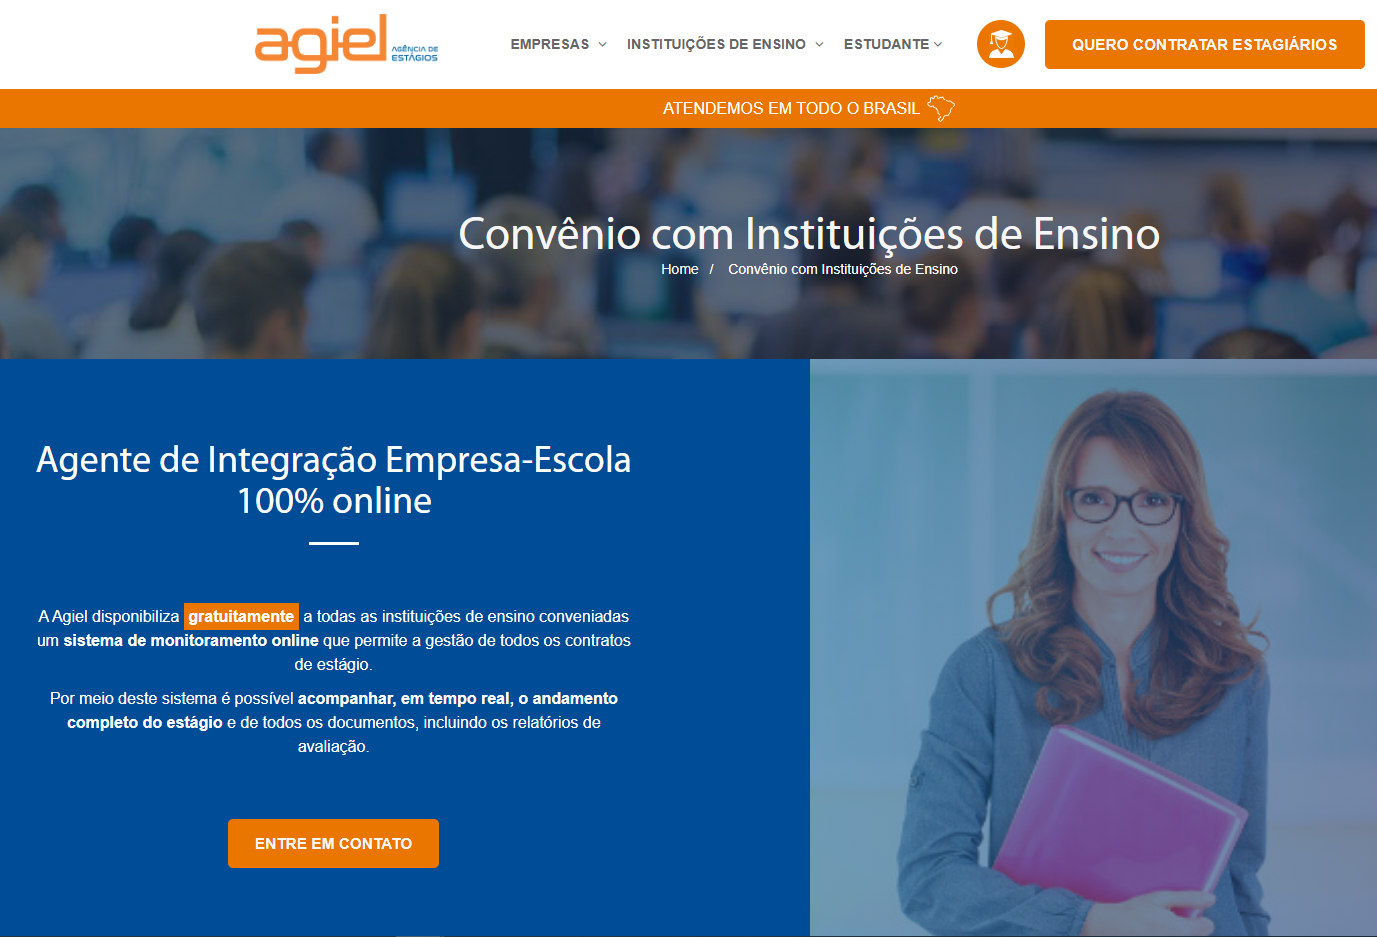 agiel AGÊNCIA DE ESTÁGIOS
EMPRESAS INSTITUIÇÕES DE ENSINO ESTUDANTE QUERO CONTRATAR ESTAGIÁRIOS
ATENDEMOS EM TODO O BRASIL
Convênio com Instituições de Ensino
Home / Convênio com Instituições de Ensino
Agente de Integração Empresa-Escola
100% online
A Agiel disponibiliza gratuitamente a todas as instituições de ensino conveniadas
um sistema de monitoramento online que permite a gestão de todos os contratos
de estágio.
Por meio deste sistema é possível acompanhar, em tempo real, o andamento
completo do estágio e de todos os documentos, incluindo os relatórios de
avaliação.
ENTRE EM CONTATO